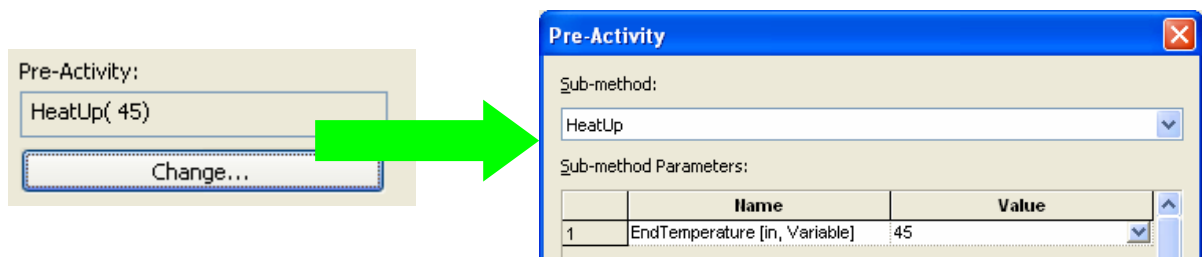 Pre-Activity:
HeatUp( 45)
Change...
Pre-Activity
Sub-method:
HeatUp
Sub-method Parameters:
Name Value
1 EndTemperature [in, Variable] 45